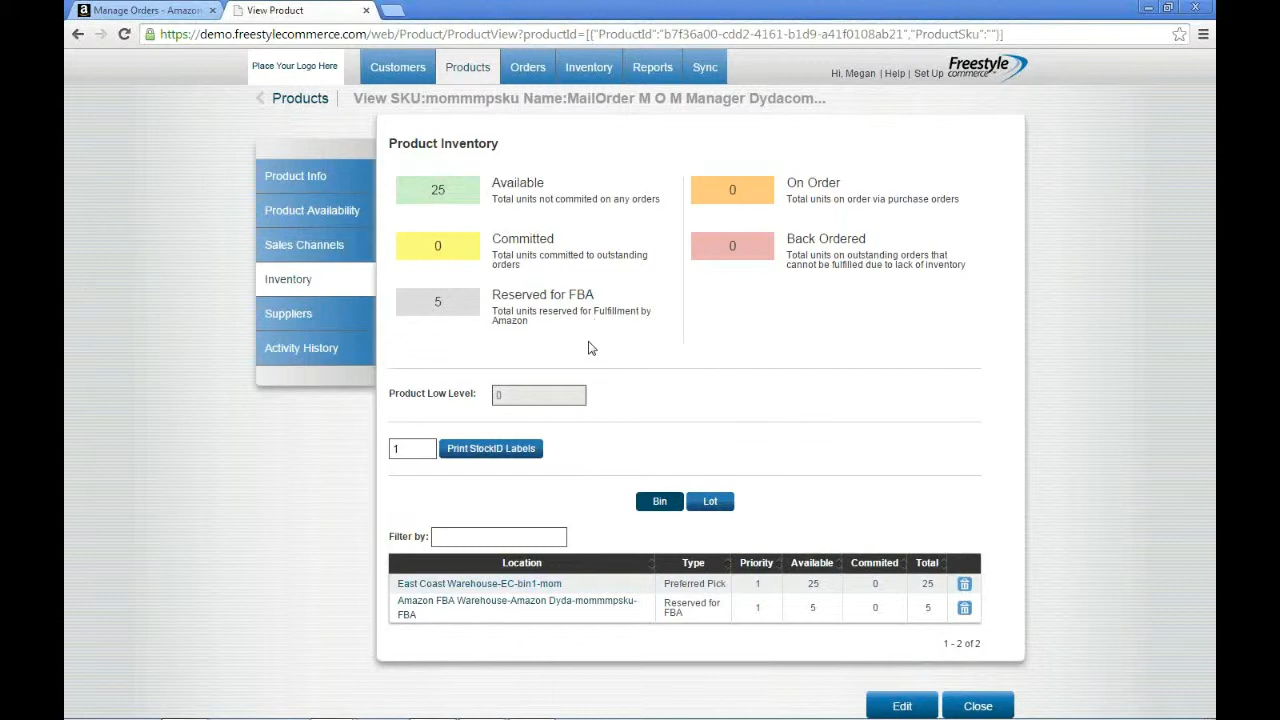 Manage Orders - Amazon
View Product
https://demo.freestylecommerce.com/web/Product/ProductView?productId=[{"ProductId":"b7f36a00-cdd2-4161-b1d9-a41f0108ab21","ProductSku":""}]
Place Your Logo Here
Customers
Products
Orders
Inventory
Reports
Sync
Hi, Megan | Help | Set Up
Freestyle
commerce
Products
View SKU:mommmpsku Name:MailOrder M O M Manager Dydacom...
Product Info
Product Availability
Sales Channels
Inventory
Suppliers
Activity History
Product Inventory
25
Available
Total units not commited on any orders
0
Committed
Total units committed to outstanding
orders
5
Reserved for FBA
Total units reserved for Fulfillment by
Amazon
0
On Order
Total units on order via purchase orders
0
Back Ordered
Total units on outstanding orders that
cannot be fulfilled due to lack of inventory
Product Low Level:
0
1
Print StockID Labels
Bin
Lot
Filter by:
Location Type Priority Available Commited Total
East Coast Warehouse-EC-bin1-mom Preferred Pick 1 25 0 25
Amazon FBA Warehouse-Amazon Dyda-mommmpsku-
FBA
Reserved for
FBA
1 5 0 5
1 - 2 of 2
Edit
Close